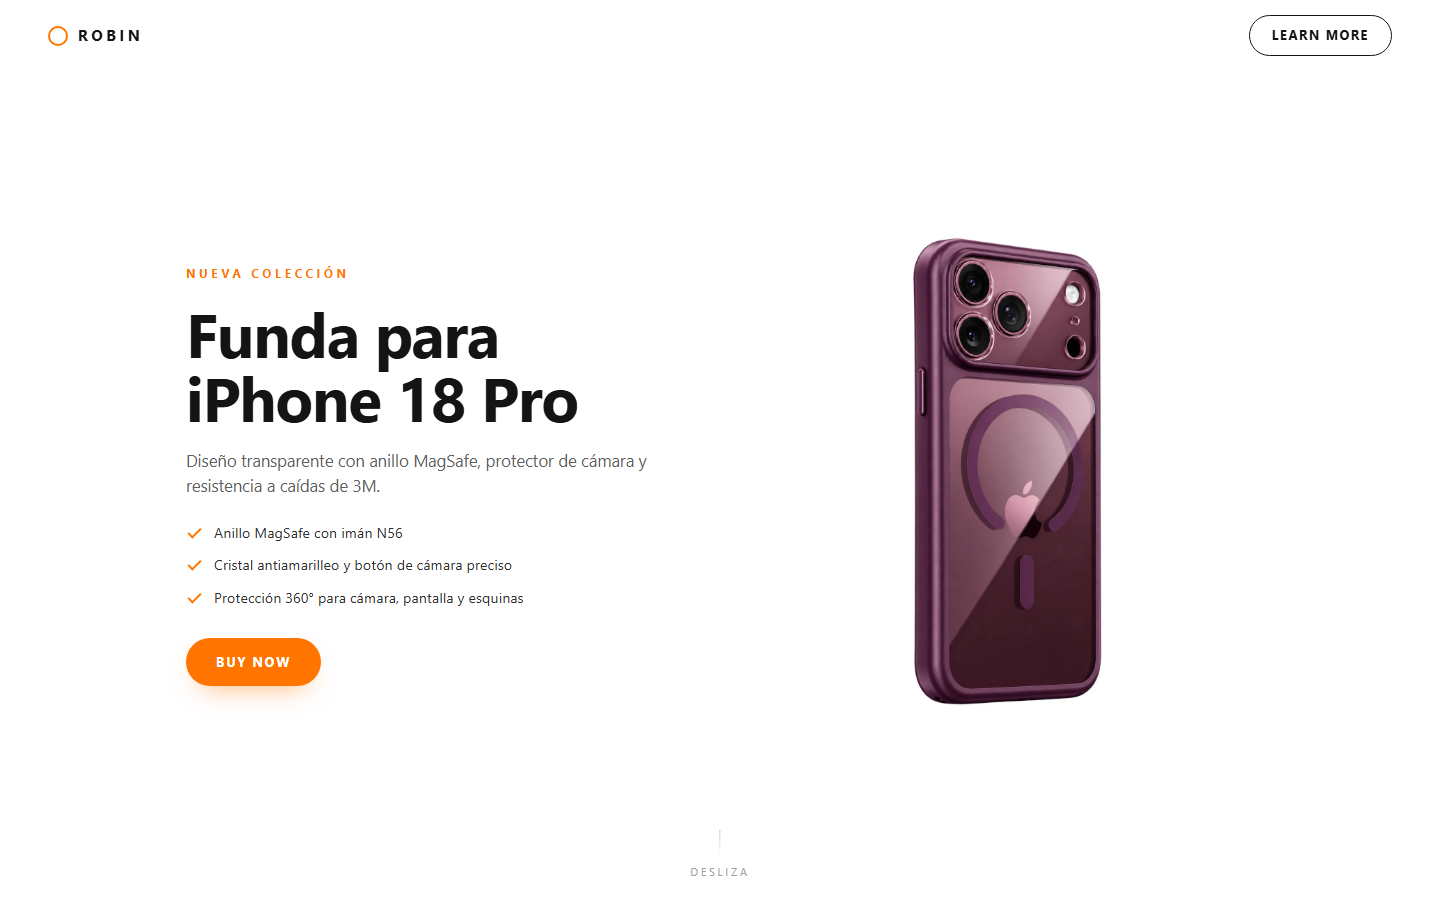 ROBIN
LEARN MORE
NUEVA COLECCIÓN
Funda para
iPhone 18 Pro
Diseño transparente con anillo MagSafe, protector de cámara y
resistencia a caídas de 3M.
Anillo MagSafe con imán N56
Cristal antiamarilleo y botón de cámara preciso
Protección 360° para cámara, pantalla y esquinas
BUY NOW
DESLIZA